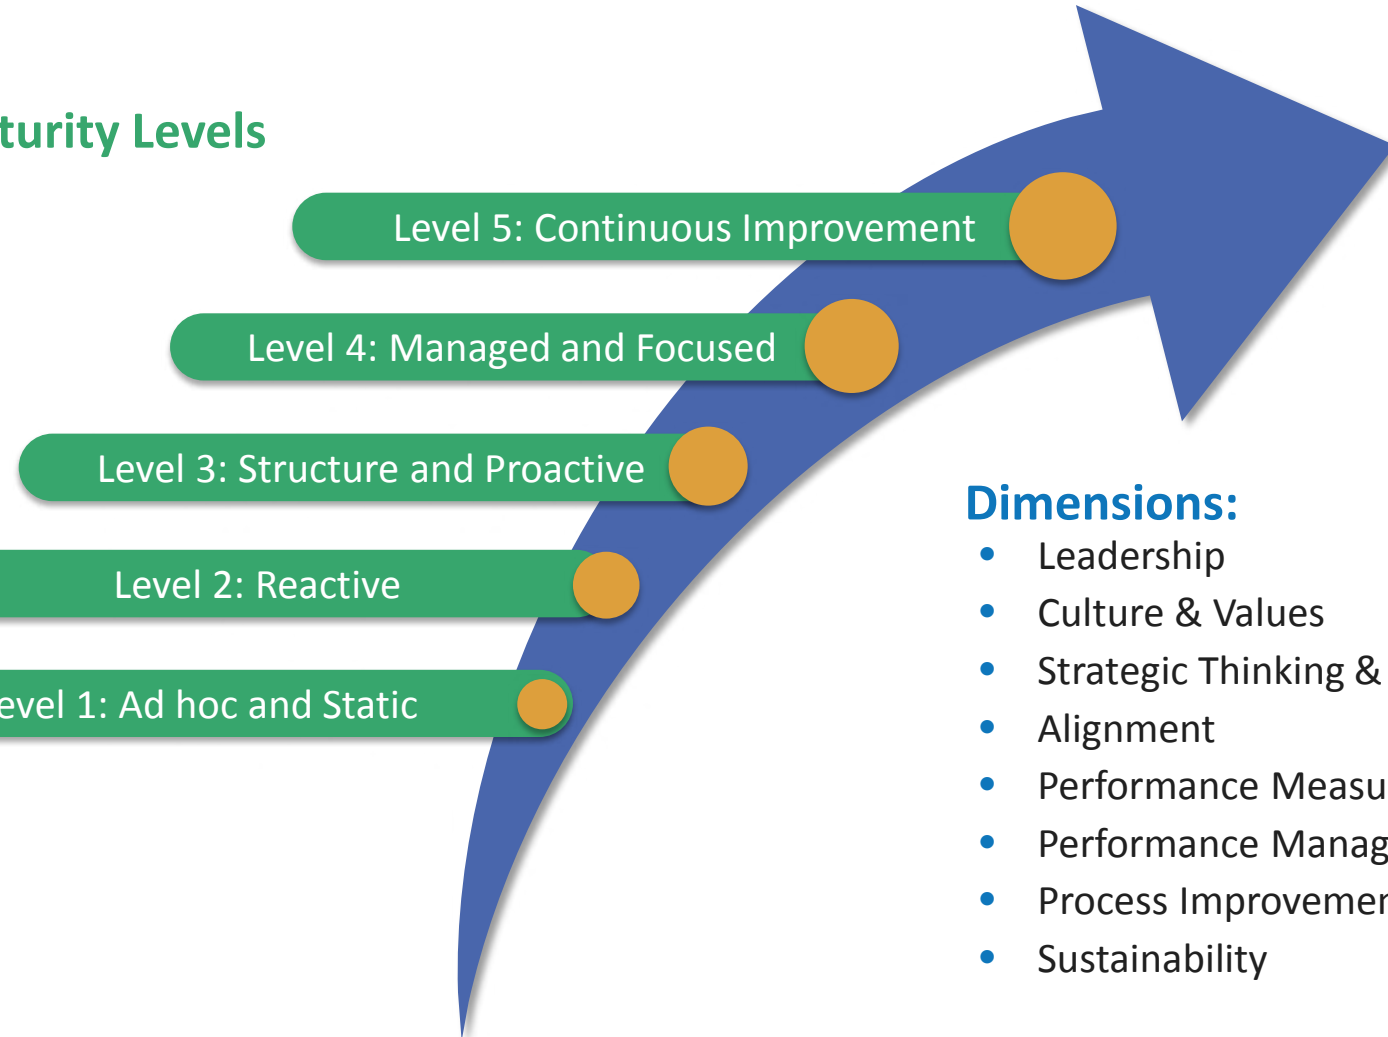 turity Levels
Level 5: Continuous Improvement
Level 4: Managed and Focused
Level 3: Structure and Proactive
Level 2: Reactive
evel 1: Ad hoc and Static
Dimensions:
• Leadership
• Culture & Values
• Strategic Thinking &
• Alignment
• Performance Measu
• Performance Manag
• Process Improvemen
• Sustainability